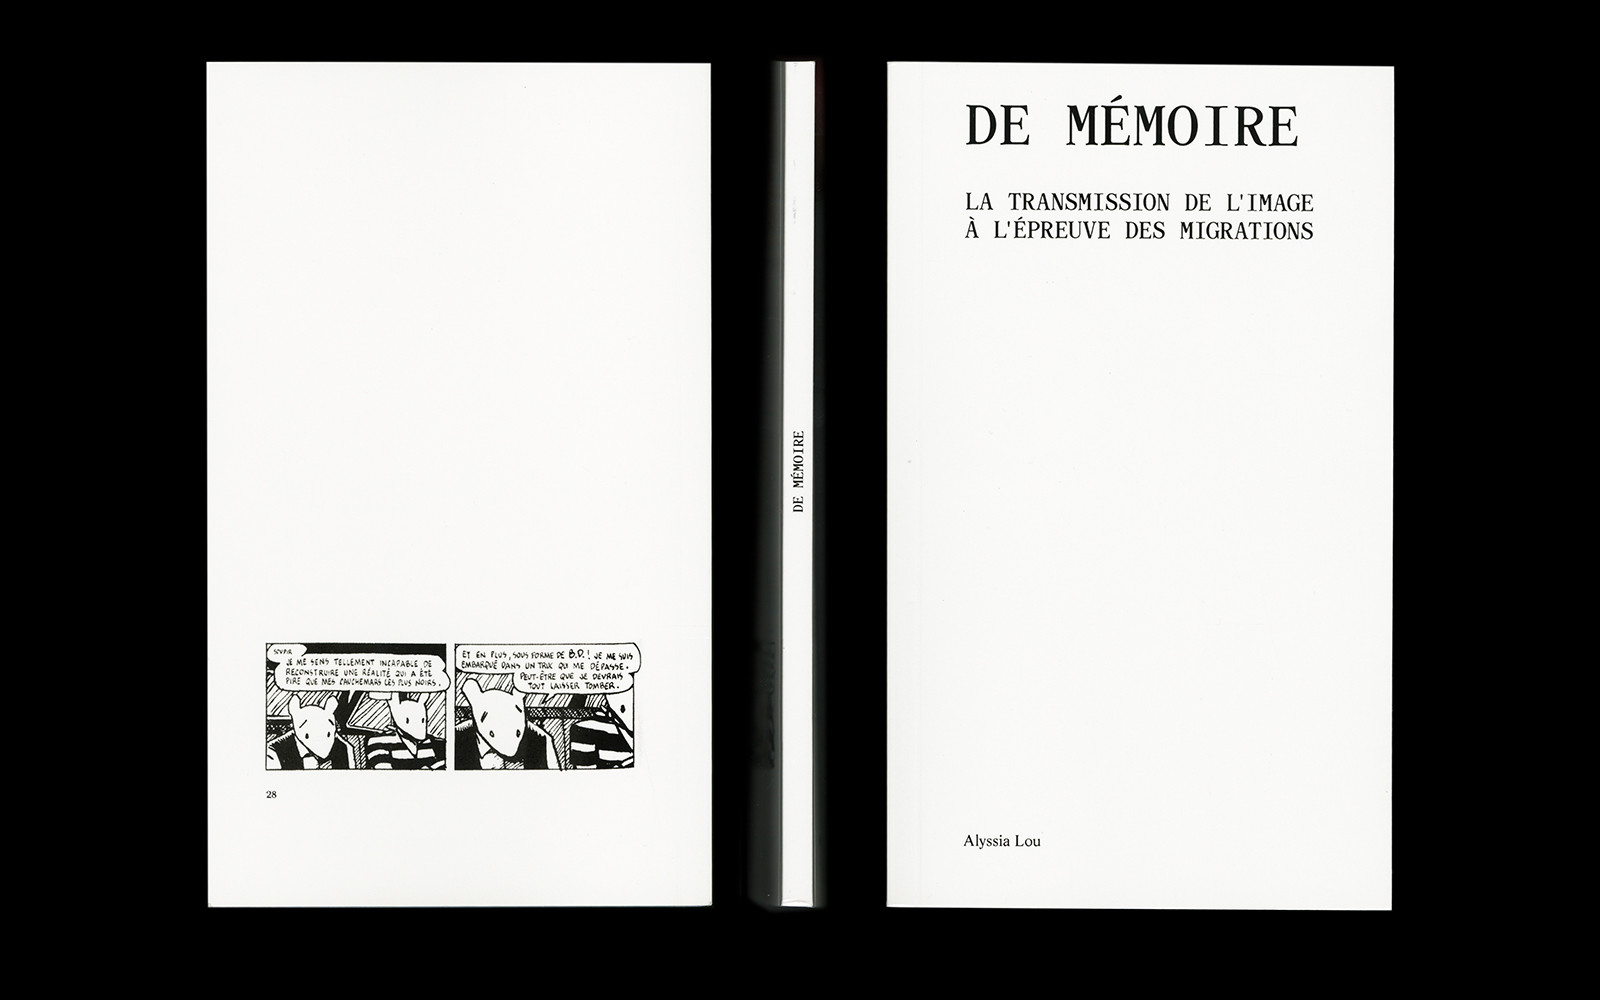 SOUPIR
JE ME SENS TELLEMENT INCAPABLE DE
RECONSTRUIRE UNE RÉALITÉ QUI A ÉTÉ
PIRE QUE MES CAUCHEMARS LES PLUS NOIRS.
ET EN PLUS, SOUS FORME DE B.D.! JE ME SUIS
EMBARQUÉ DANS UN TRUC QUI ME DÉPASSE.
PEUT-ÊTRE QUE JE DEVRAIS
TOUT LAISSER TOMBER.
28
DE MÉMOIRE
DE MÉMOIRE
LA TRANSMISSION DE L'IMAGE
À L'ÉPREUVE DES MIGRATIONS
Alyssia Lou